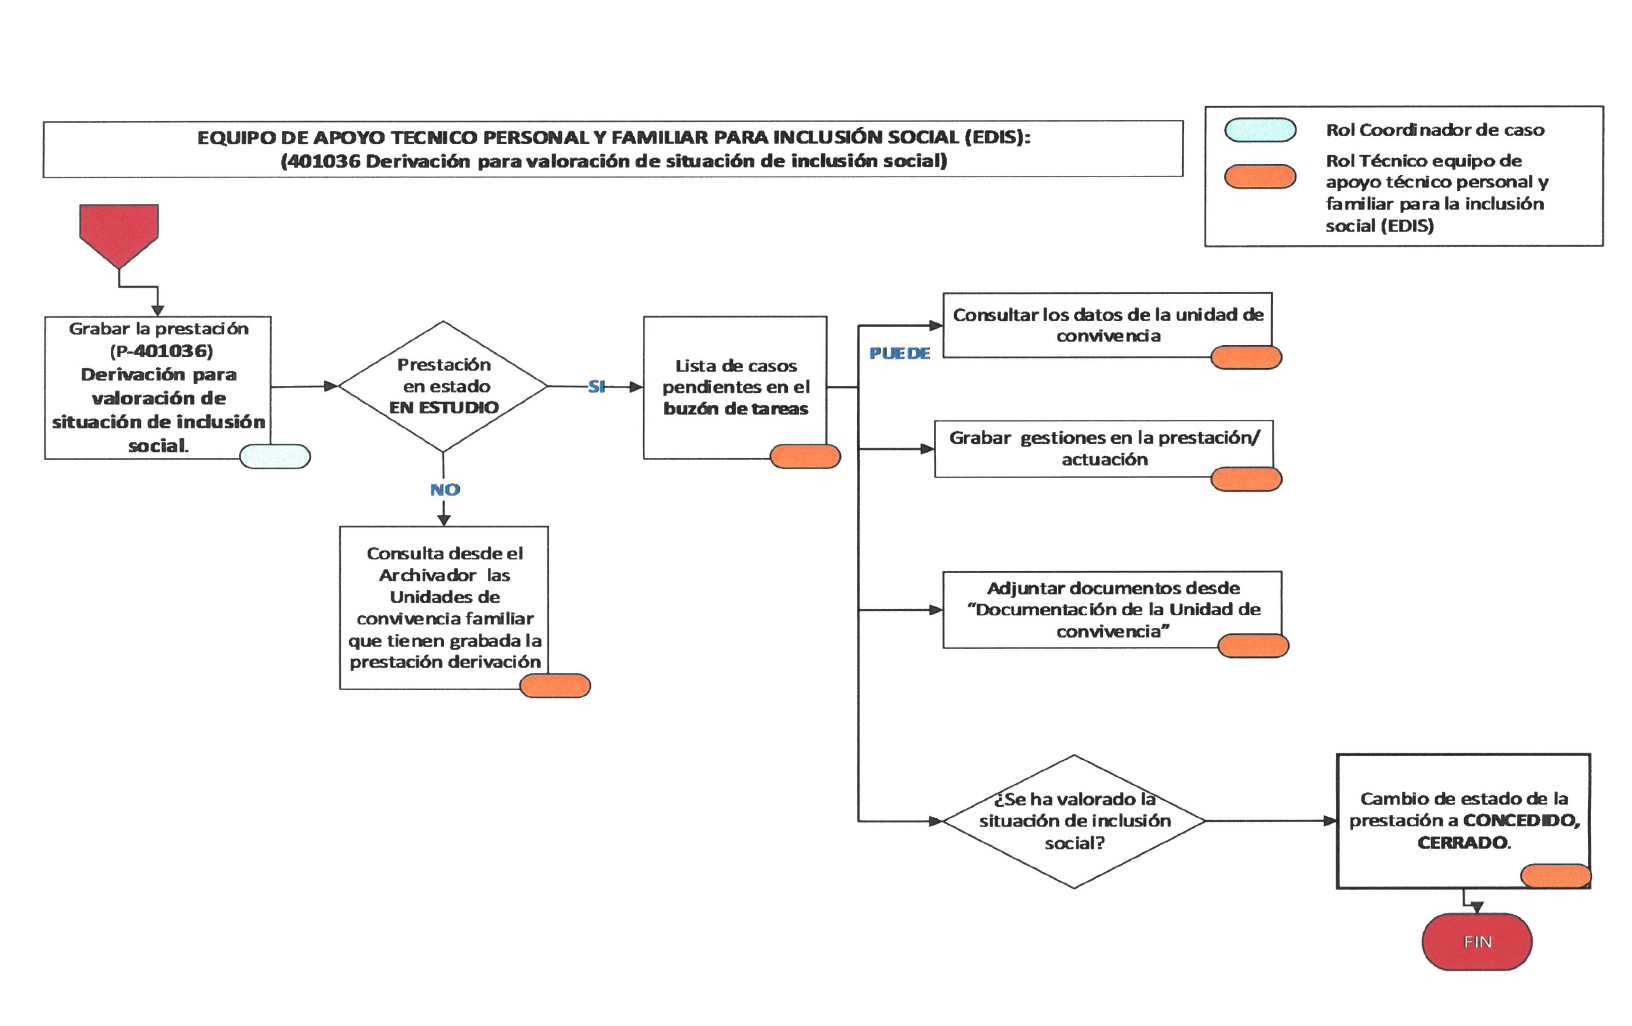 EQUIPO DE APOYO TECNICO PERSONAL Y FAMILIAR PARA INCLUSIÓN SOCIAL (EDIS):
(401036 Derivación para valoración de situación de inclusión social)
Rol Coordinador de caso
Rol Técnico equipo de
apoyo técnico personal y
familiar para la inclusión
social (EDIS)
Grabar la prestación
(P-401036)
Derivación para
valoración de
situación de inclusión
social.
Prestación
en estado
EN ESTUDIO
SI
NO
Consulta desde el
Archivador las
Unidades de
convivencia familiar
que tienen grabada la
prestación derivación
Lista de casos
pendientes en el
buzón de tareas
PUEDE
Consultar los datos de la unidad de
convivencia
Grabar gestiones en la prestación/
actuación
Adjuntar documentos desde
“Documentación de la Unidad de
convivencia”
¿Se ha valorado la
situación de inclusión
social?
Cambio de estado de la
prestación a CONCEDIDO,
CERRADO.
FIN